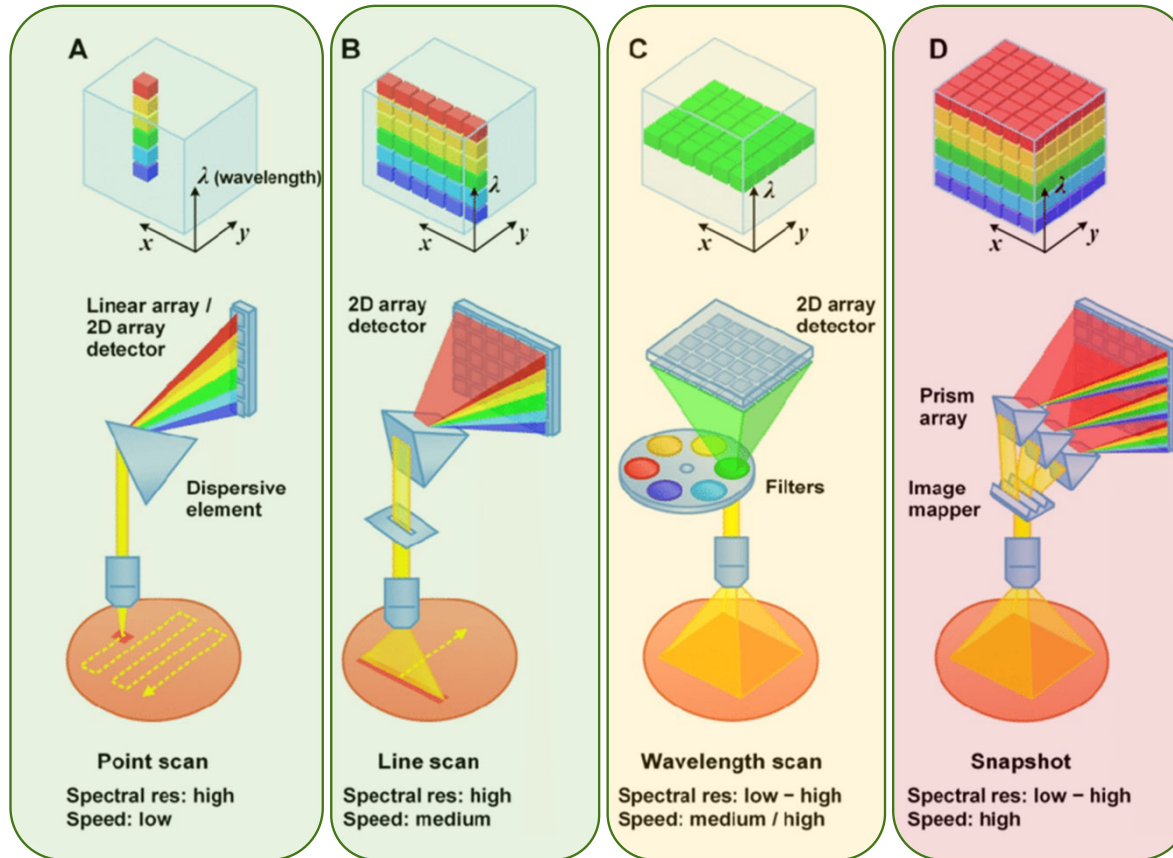 A
λ (wavelength)
x
y
Linear array /
2D array
detector
Dispersive
element
Point scan
Spectral res: high
Speed: low
B
λ
x
y
2D array
detector
Line scan
Spectral res: high
Speed: medium
C
λ
x
y
2D array
detector
Filters
Wavelength scan
Spectral res: low – high
Speed: medium / high
D
λ
x
y
Prism
array
Image
mapper
Snapshot
Spectral res: low – high
Speed: high